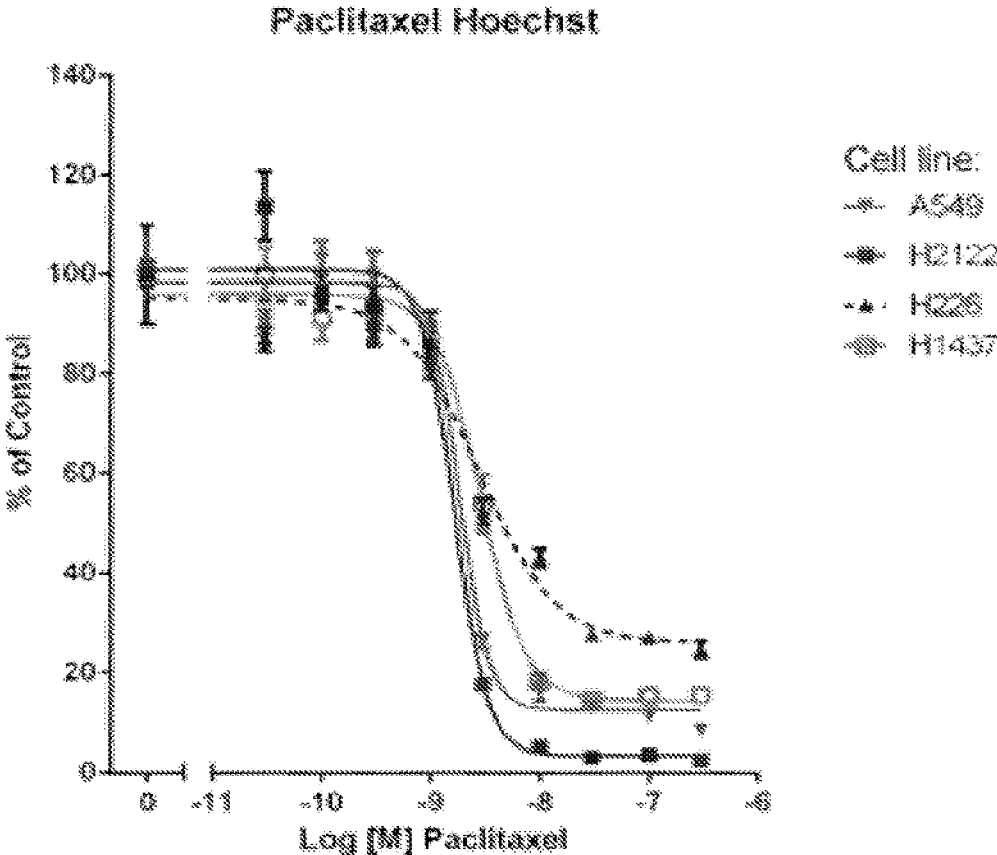 Paclitaxel Hoechst
140
120
100
80
60
40
20
0
% of Control
0 -11 -10 -9 -8 -7 -6
Log [M] Paclitaxel
Cell line:
A549
H2122
H226
H1437